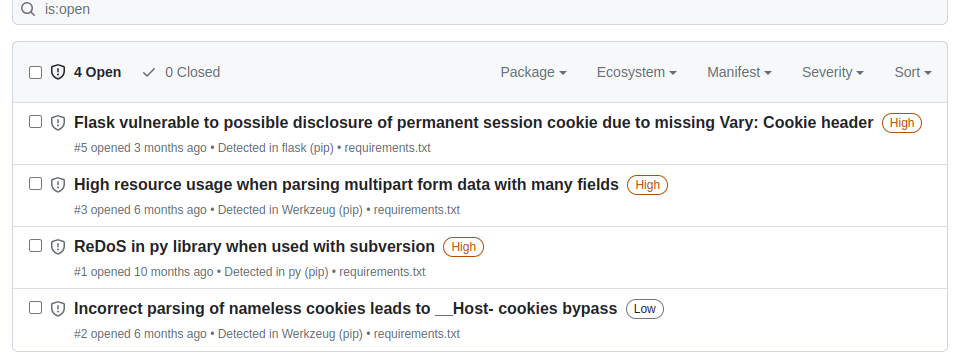 is:open
4 Open 0 Closed Package Ecosystem Manifest Severity Sort
Flask vulnerable to possible disclosure of permanent session cookie due to missing Vary: Cookie header High
#5 opened 3 months ago • Detected in flask (pip) • requirements.txt
High resource usage when parsing multipart form data with many fields High
#3 opened 6 months ago • Detected in Werkzeug (pip) • requirements.txt
ReDoS in py library when used with subversion High
#1 opened 10 months ago • Detected in py (pip) • requirements.txt
Incorrect parsing of nameless cookies leads to __Host- cookies bypass Low
#2 opened 6 months ago • Detected in Werkzeug (pip) • requirements.txt